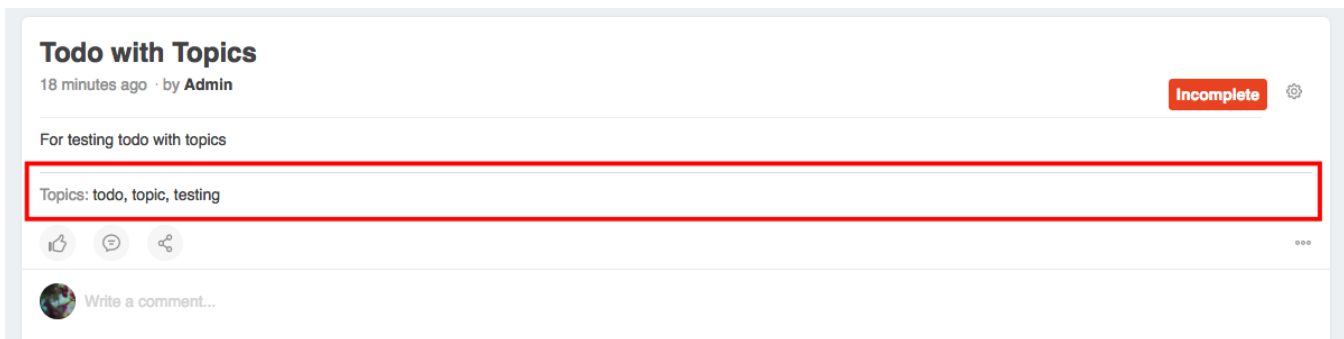 Todo with Topics
18 minutes ago · by Admin
Incomplete
For testing todo with topics
Topics: todo, topic, testing
Write a comment...